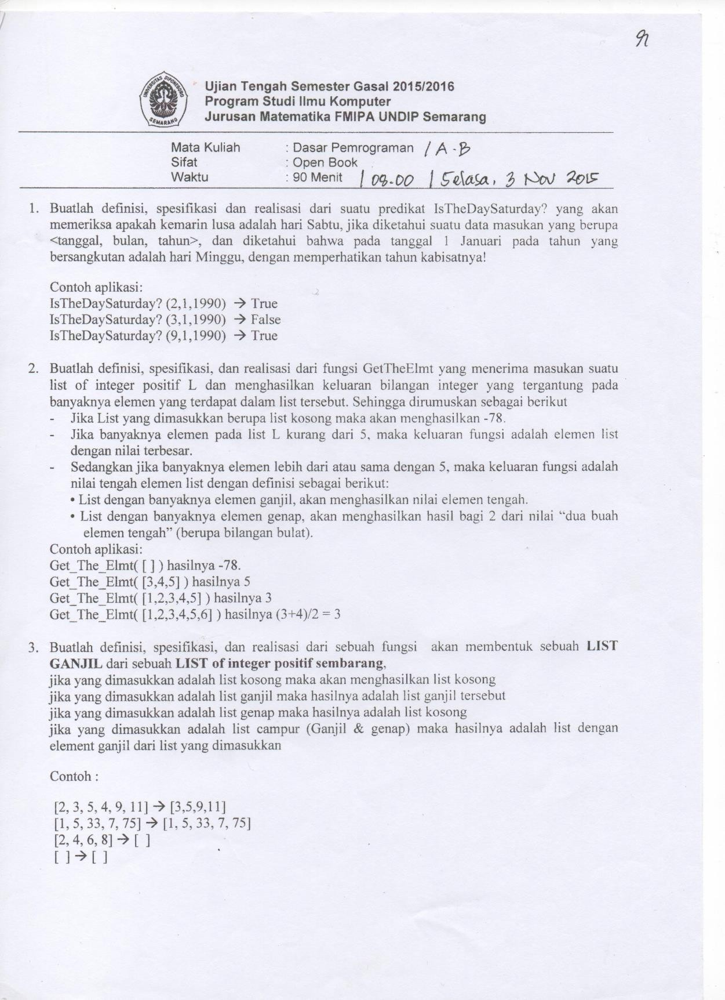 UNIVERSITAS DIPONEGORO
SEMARANG
Ujian Tengah Semester Gasal 2015/2016
Program Studi Ilmu Komputer
Jurusan Matematika FMIPA UNDIP Semarang
Mata Kuliah : Dasar Pemrograman / A - B
Sifat : Open Book
Waktu : 90 Menit / 08.00 / Selasa, 3 Nov 2015
1. Buatlah definisi, spesifikasi dan realisasi dari suatu predikat IsTheDaySaturday? yang akan
memeriksa apakah kemarin lusa adalah hari Sabtu, jika diketahui suatu data masukan yang berupa
<tanggal, bulan, tahun>, dan diketahui bahwa pada tanggal 1 Januari pada tahun yang
bersangkutan adalah hari Minggu, dengan memperhatikan tahun kabisatnya!
Contoh aplikasi:
IsTheDaySaturday? (2,1,1990) → True
IsTheDaySaturday? (3,1,1990) → False
IsTheDaySaturday? (9,1,1990) → True
2. Buatlah definisi, spesifikasi, dan realisasi dari fungsi GetTheElmt yang menerima masukan suatu
list of integer positif L dan menghasilkan keluaran bilangan integer yang tergantung pada
banyaknya elemen yang terdapat dalam list tersebut. Sehingga dirumuskan sebagai berikut
- Jika List yang dimasukkan berupa list kosong maka akan menghasilkan -78.
- Jika banyaknya elemen pada list L kurang dari 5, maka keluaran fungsi adalah elemen list
dengan nilai terbesar.
- Sedangkan jika banyaknya elemen lebih dari atau sama dengan 5, maka keluaran fungsi adalah
nilai tengah elemen list dengan definisi sebagai berikut:
• List dengan banyaknya elemen ganjil, akan menghasilkan nilai elemen tengah.
• List dengan banyaknya elemen genap, akan menghasilkan hasil bagi 2 dari nilai “dua buah
elemen tengah” (berupa bilangan bulat).
Contoh aplikasi:
Get_The_Elmt( [ ] ) hasilnya -78.
Get_The_Elmt( [3,4,5] ) hasilnya 5
Get_The_Elmt( [1,2,3,4,5] ) hasilnya 3
Get_The_Elmt( [1,2,3,4,5,6] ) hasilnya (3+4)/2 = 3
3. Buatlah definisi, spesifikasi, dan realisasi dari sebuah fungsi akan membentuk sebuah LIST
GANJIL dari sebuah LIST of integer positif sembarang,
jika yang dimasukkan adalah list kosong maka akan menghasilkan list kosong
jika yang dimasukkan adalah list ganjil maka hasilnya adalah list ganjil tersebut
jika yang dimasukkan adalah list genap maka hasilnya adalah list kosong
jika yang dimasukkan adalah list campur (Ganjil & genap) maka hasilnya adalah list dengan
element ganjil dari list yang dimasukkan
Contoh :
[2, 3, 5, 4, 9, 11] → [3,5,9,11]
[1, 5, 33, 7, 75] → [1, 5, 33, 7, 75]
[2, 4, 6, 8] → [ ]
[ ] → [ ]